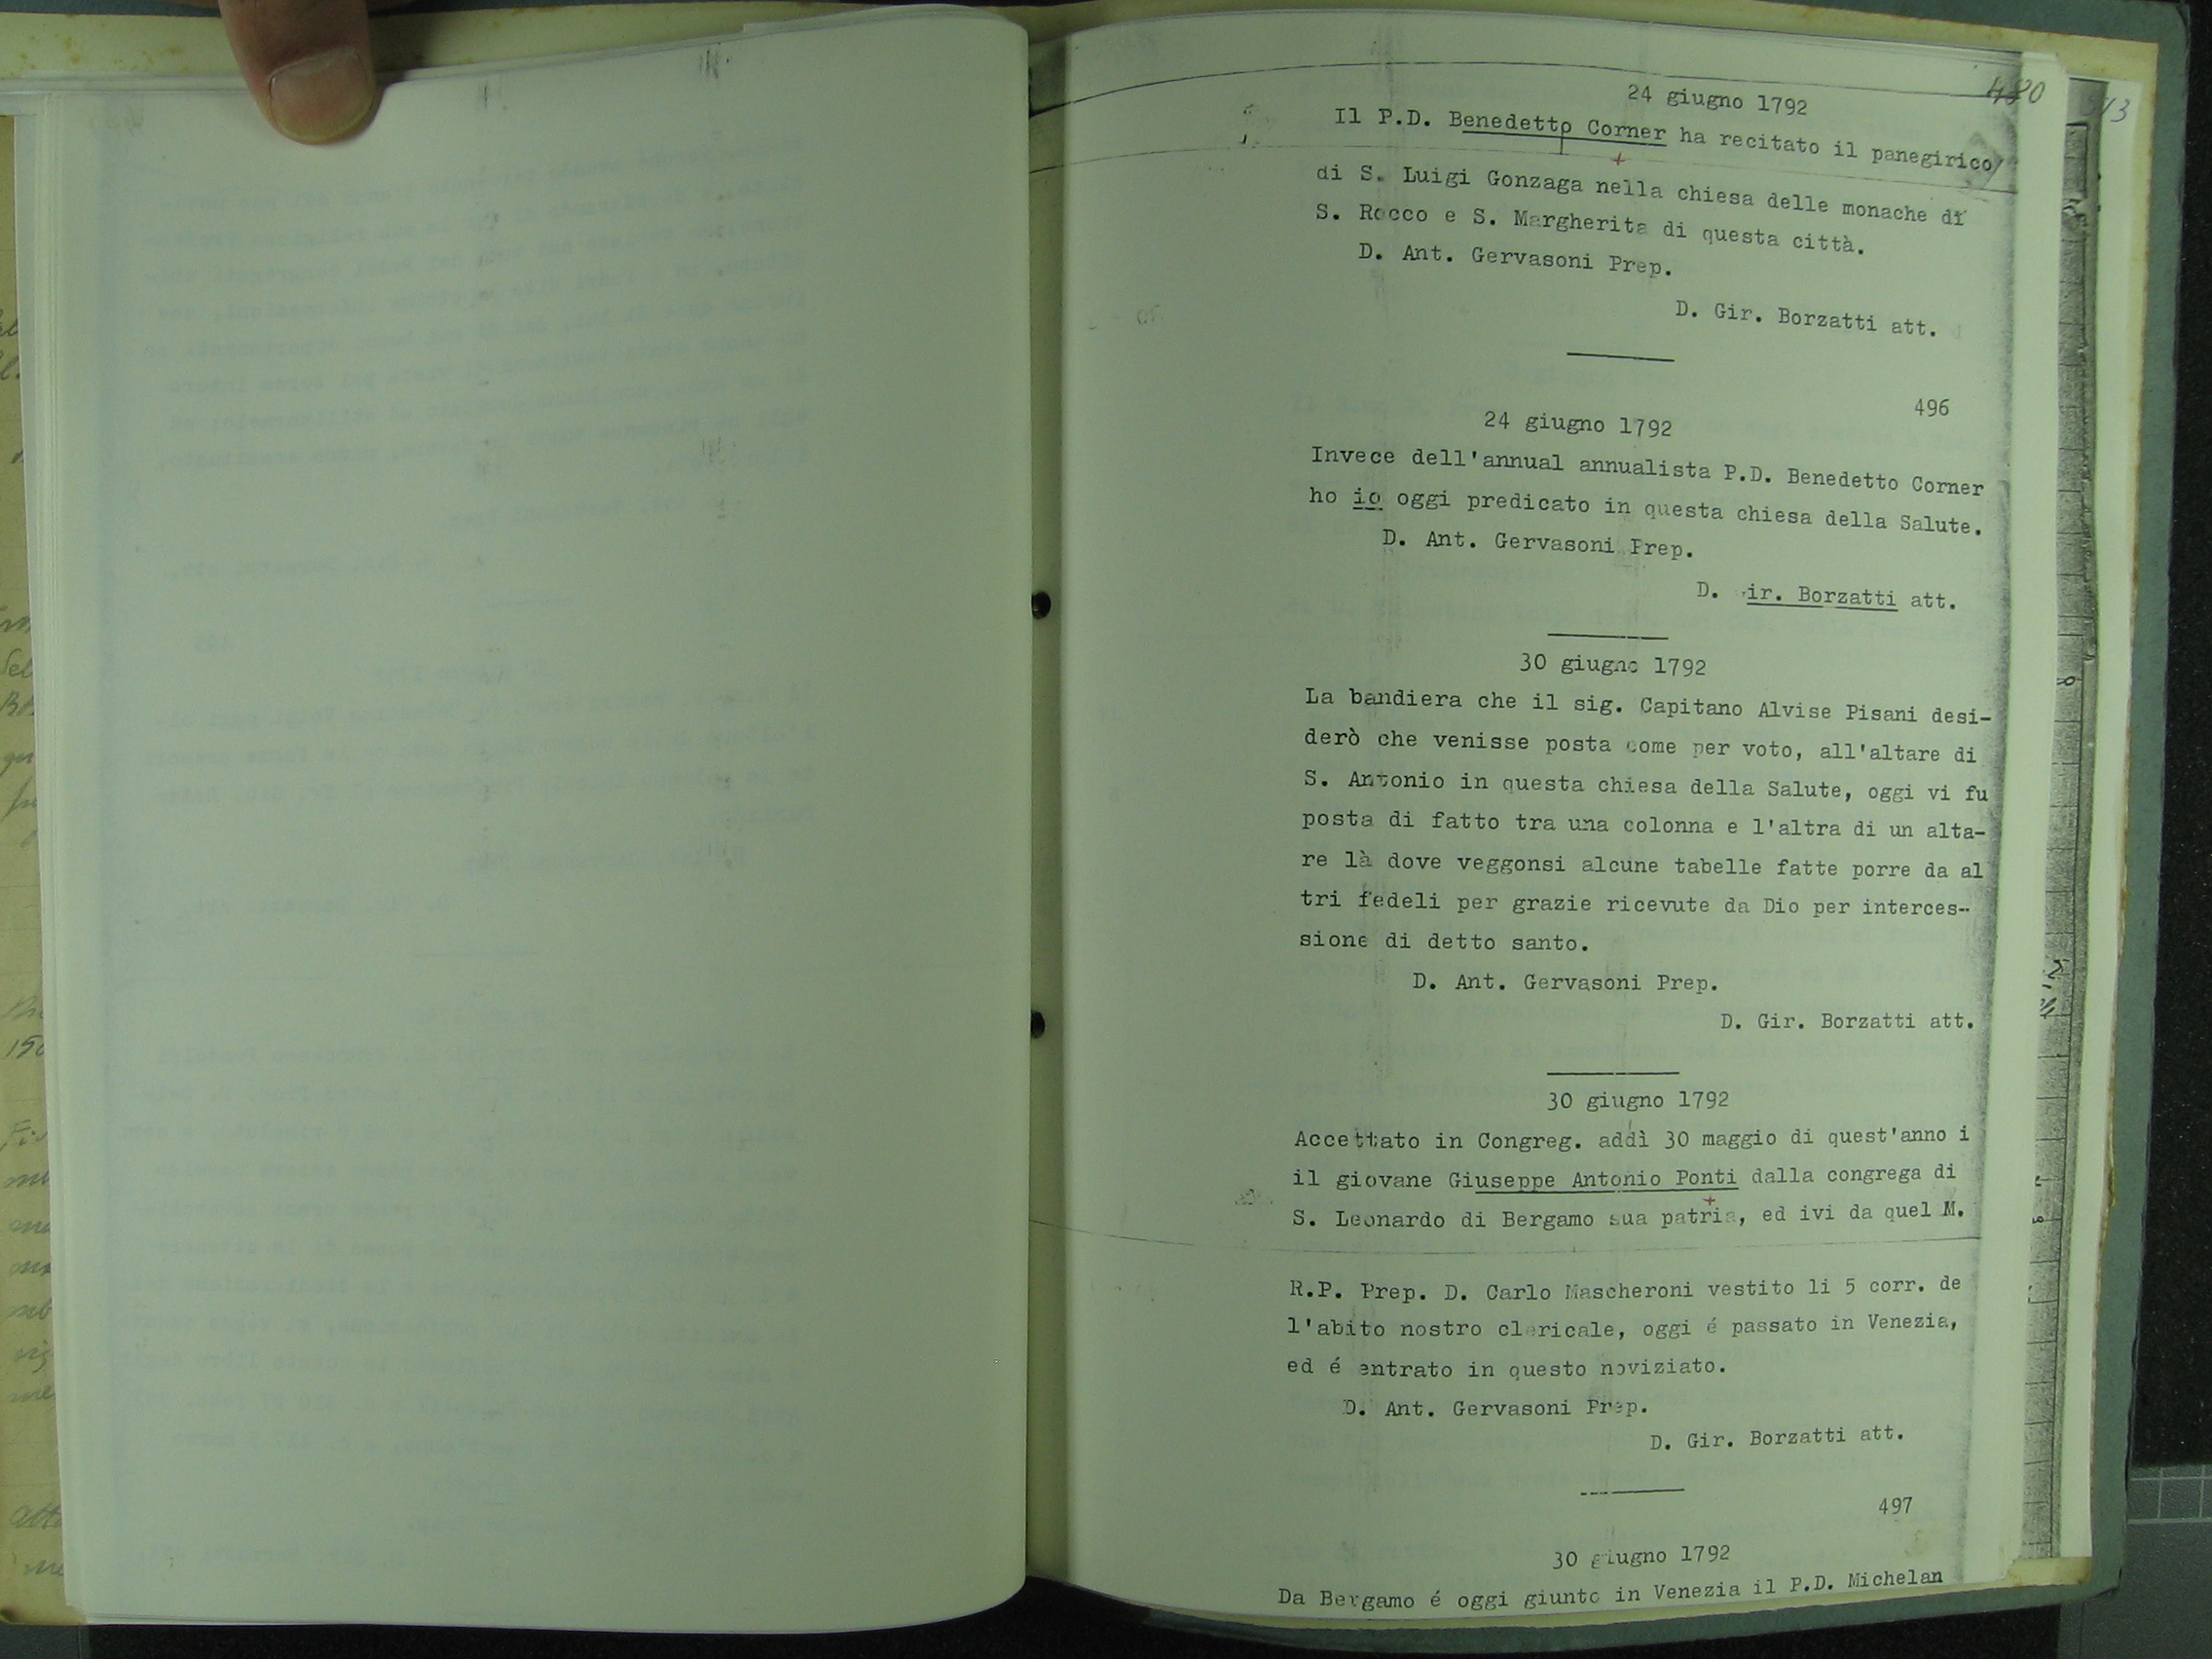 480
24 giugno 1792
Il P.D. Benedetto Corner ha recitato il panegirico
di S. Luigi Gonzaga nella chiesa delle monache di
S. Rocco e S. Margherita di questa città.
D. Ant. Gervasoni Prep.
D. Gir. Borzatti att.
496
24 giugno 1792
Invece dell'annual annualista P.D. Benedetto Corner
ho io oggi predicato in questa chiesa della Salute.
D. Ant. Gervasoni Prep.
D. Gir. Borzatti att.
30 giugno 1792
La bandiera che il sig. Capitano Alvise Pisani desi-
derò che venisse posta come per voto, all'altare di
S. Antonio in questa chiesa della Salute, oggi vi fu
posta di fatto tra una colonna e l'altra di un alta-
re là dove veggonsi alcune tabelle fatte porre da al
tri fedeli per grazie ricevute da Dio per interces-
sione di detto santo.
D. Ant. Gervasoni Prep.
D. Gir. Borzatti att.
30 giugno 1792
Accettato in Congreg. addì 30 maggio di quest'anno i
il giovane Giuseppe Antonio Ponti dalla congrega di
S. Leonardo di Bergamo sua patria, ed ivi da quel M.
R.P. Prep. D. Carlo Mascheroni vestito li 5 corr. de
l'abito nostro clericale, oggi é passato in Venezia,
ed é entrato in questo noviziato.
D. Ant. Gervasoni Prep.
D. Gir. Borzatti att.
497
30 giugno 1792
Da Bergamo é oggi giunto in Venezia il P.D. Michelan